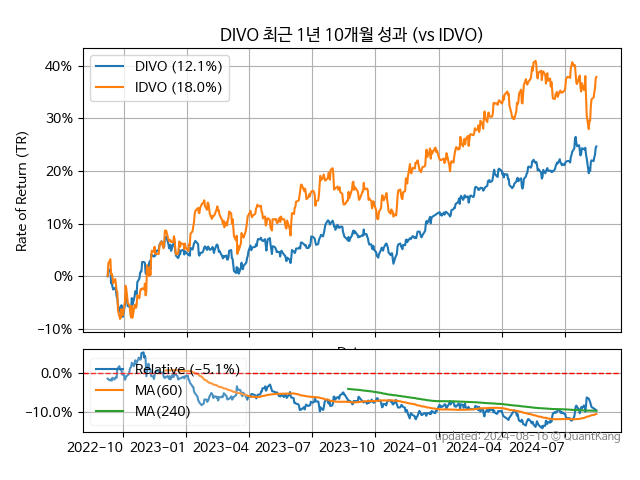 DIVO 최근 1년 10개월 성과 (vs IDVO)
DIVO (12.1%)
IDVO (18.0%)
Rate of Return (TR)
40%
30%
20%
10%
0%
−10%
Relative (−5.1%)
MA(60)
MA(240)
0.0%
−10.0%
2022-10 2023-01 2023-04 2023-07 2023-10 2024-01 2024-04 2024-07
Updated: 2024-08-16 © QuantKang